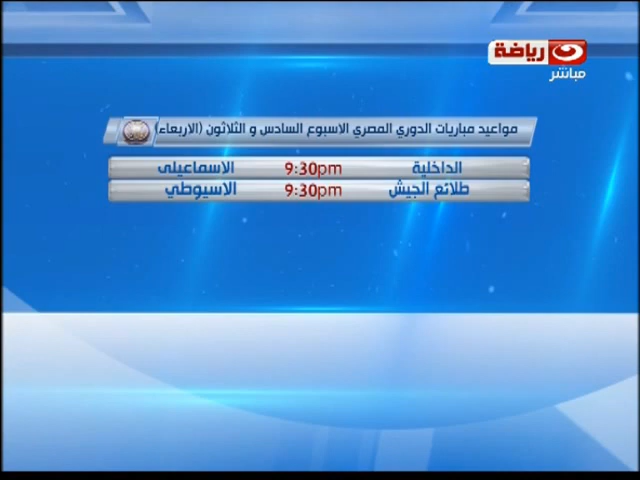 رياضة
مباشر
مواعيد مباريات الدوري المصري الاسبوع السادس و الثلاثون (الاربعاء)
الداخلية 9:30pm الاسماعيلى
طلائع الجيش 9:30pm الاسيوطي